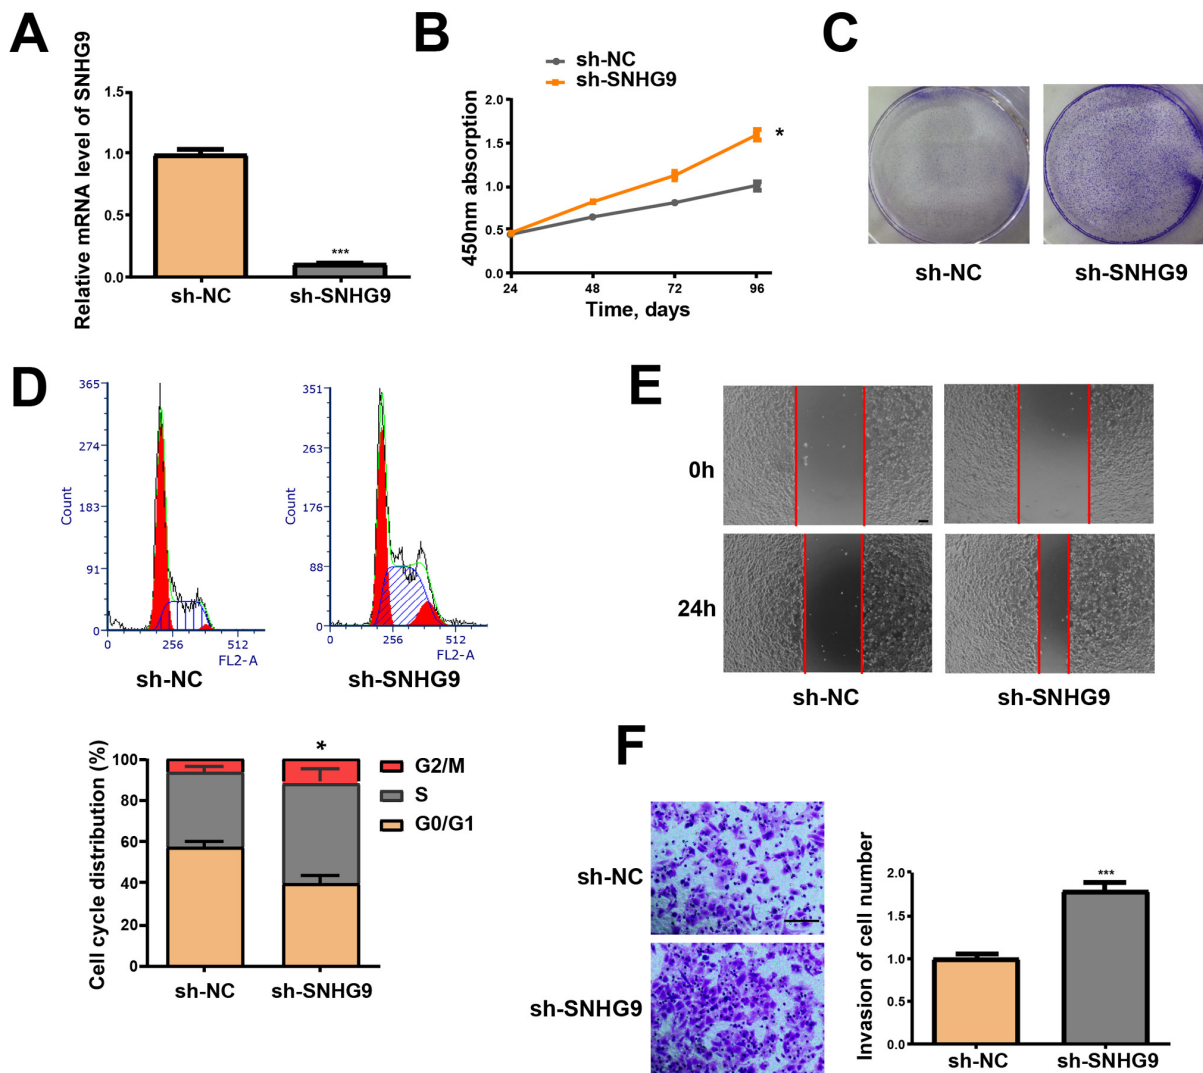 A
Relative mRNA level of SNHG9
1.5
1.0
0.5
0.0
***
sh-NC
sh-SNHG9
B
sh-NC
sh-SNHG9
450nm absorption
2.0
1.5
1.0
0.5
0.0
*
24
48
72
96
Time, days
C
sh-NC
sh-SNHG9
D
Count
365
274
183
91
0
0
256
512
FL2-A
sh-NC
Count
351
263
176
88
0
0
256
512
FL2-A
sh-SNHG9
Cell cycle distribution (%)
100
80
60
40
20
0
*
G2/M
S
G0/G1
sh-NC
sh-SNHG9
E
0h
24h
sh-NC
sh-SNHG9
F
sh-NC
sh-SNHG9
Invasion of cell number
2.0
1.5
1.0
0.5
0.0
***
sh-NC
sh-SNHG9